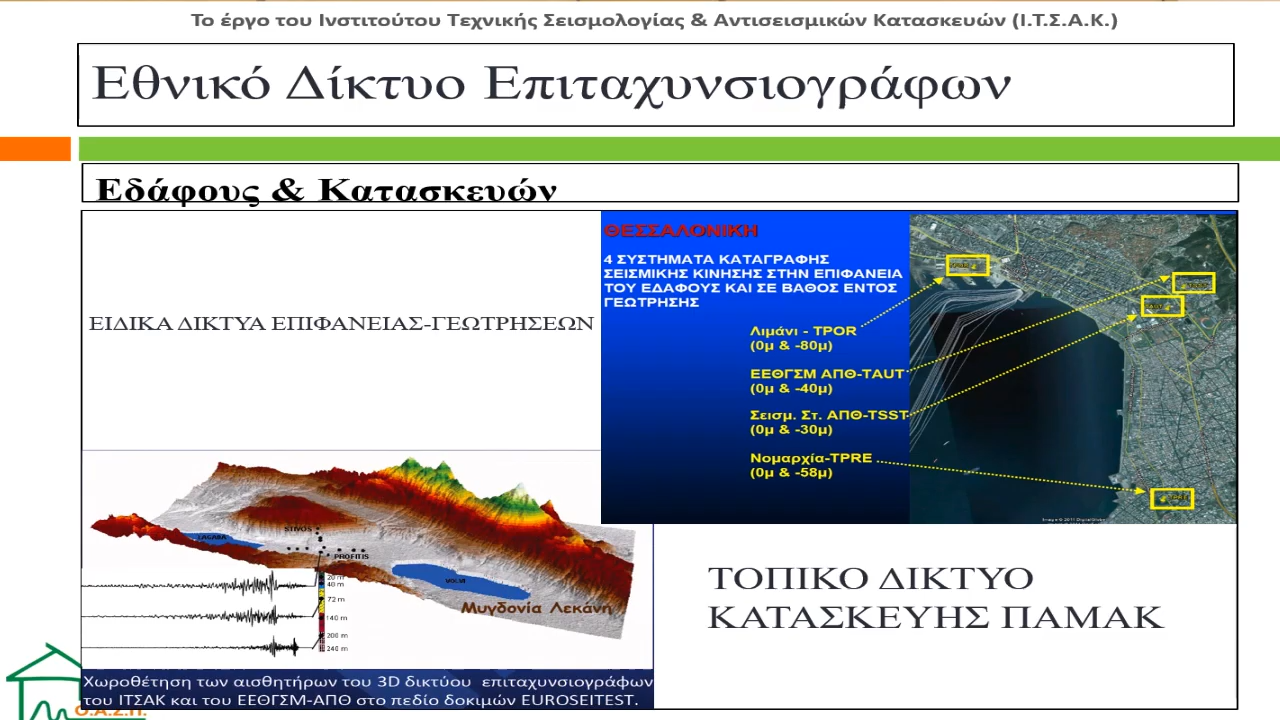 Το έργο του Ινστιτούτου Τεχνικής Σεισμολογίας & Αντισεισμικών Κατασκευών (Ι.Τ.Σ.Α.Κ.)
Εθνικό Δίκτυο Επιταχυνσιογράφων
Εδάφους & Κατασκευών
ΕΙΔΙΚΑ ΔΙΚΤΥΑ ΕΠΙΦΑΝΕΙΑΣ-ΓΕΩΤΡΗΣΕΩΝ
ΘΕΣΣΑΛΟΝΙΚΗ
4 ΣΥΣΤΗΜΑΤΑ ΚΑΤΑΓΡΑΦΗΣ
ΣΕΙΣΜΙΚΗΣ ΚΙΝΗΣΗΣ ΣΤΗΝ ΕΠΙΦΑΝΕΙΑ
ΤΟΥ ΕΔΑΦΟΥΣ ΚΑΙ ΣΕ ΒΑΘΟΣ ΕΝΤΟΣ
ΓΕΩΤΡΗΣΗΣ
Λιμάνι - TPOR
(0μ & -80μ)
ΕΕΘΓΣΜ ΑΠΘ-TAUT
(0μ & -40μ)
Σεισμ. Στ. ΑΠΘ-TSST
(0μ & -30μ)
Νομαρχία-TPRE
(0μ & -58μ)
STIVOS
LAGADA
PROFITIS
VOLVI
Μυγδονία Λεκάνη
20 m
40 m
72 m
140 m
200 m
240 m
Χωροθέτηση των αισθητήρων του 3D δικτύου επιταχυνσιογράφων
του ΙΤΣΑΚ και του ΕΕΘΓΣΜ-ΑΠΘ στο πεδίο δοκιμών EUROSEITEST.
ΤΟΠΙΚΟ ΔΙΚΤΥΟ
ΚΑΤΑΣΚΕΥΗΣ ΠΑΜΑΚ
Ο.Α.Σ.Π.